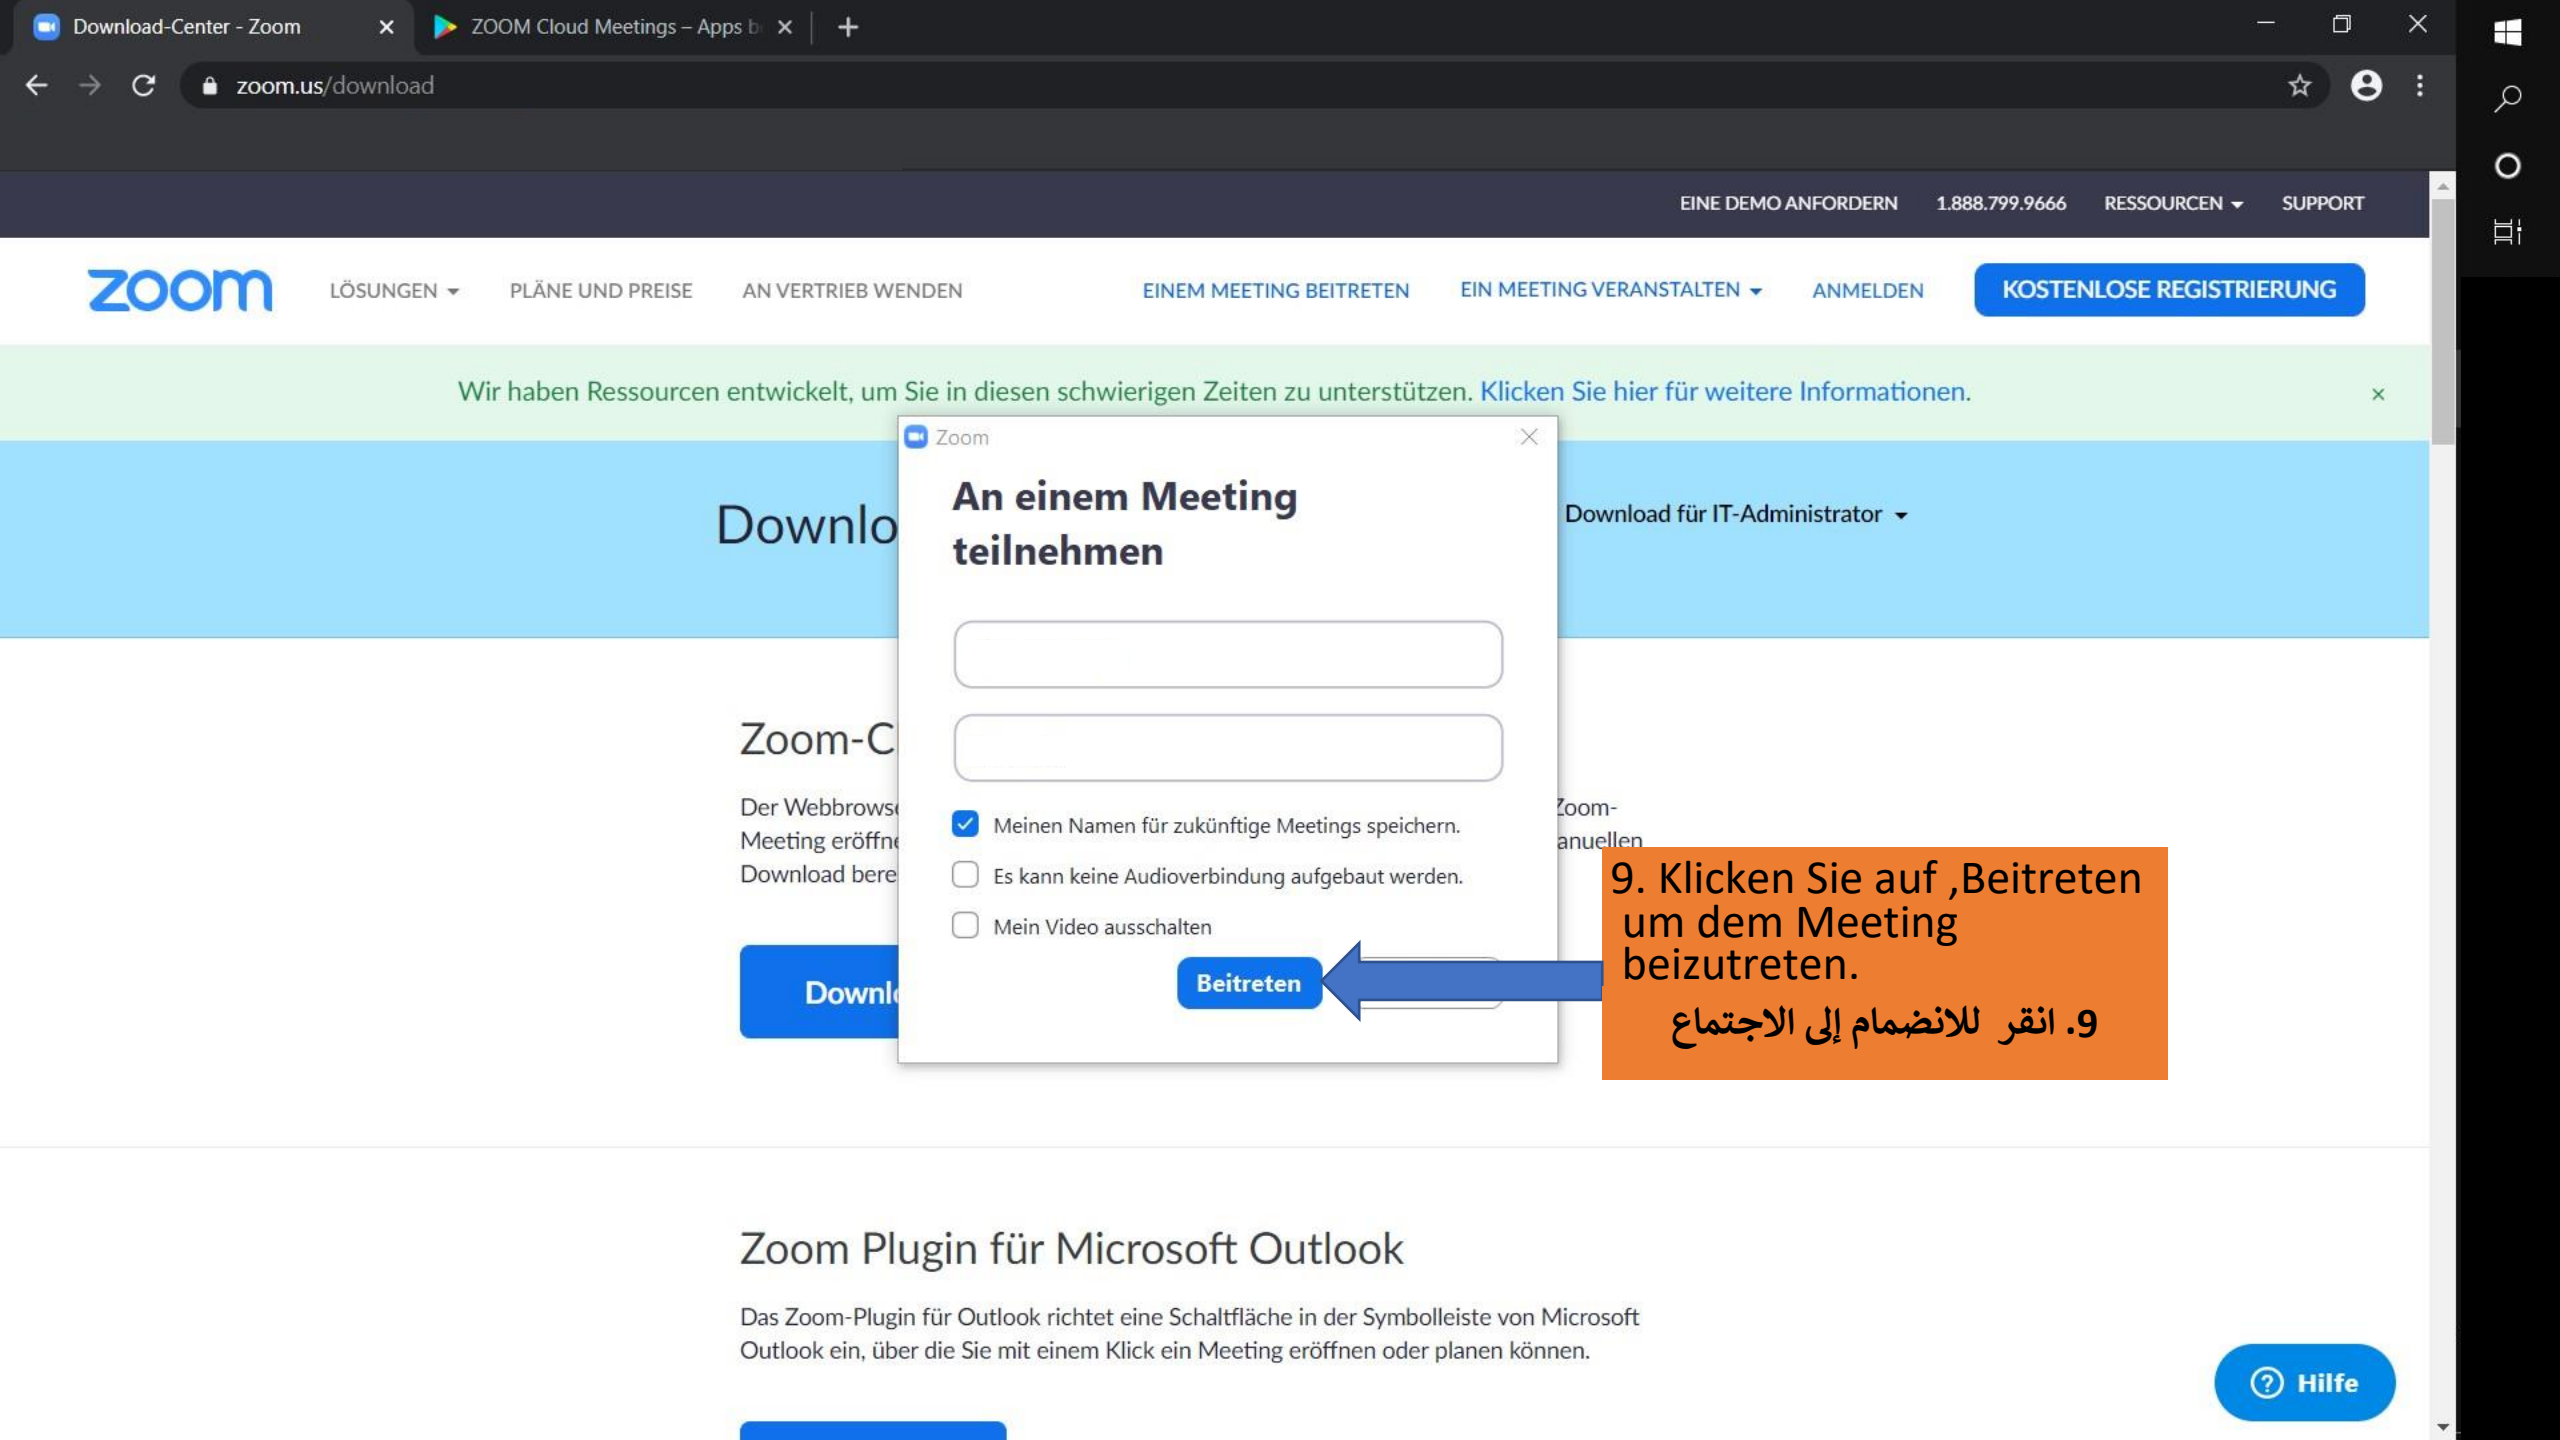 Download-Center - Zoom
ZOOM Cloud Meetings – Apps b
zoom.us/download
EINE DEMO ANFORDERN 1.888.799.9666 RESSOURCEN SUPPORT
zoom LÖSUNGEN PLÄNE UND PREISE AN VERTRIEB WENDEN EINEM MEETING BEITRETEN EIN MEETING VERANSTALTEN ANMELDEN KOSTENLOSE REGISTRIERUNG
Wir haben Ressourcen entwickelt, um Sie in diesen schwierigen Zeiten zu unterstützen. Klicken Sie hier für weitere Informationen.
Downlo
Download für IT-Administrator
Zoom
An einem Meeting
teilnehmen
Meinen Namen für zukünftige Meetings speichern.
Es kann keine Audioverbindung aufgebaut werden.
Mein Video ausschalten
Beitreten
Zoom-C
Der Webbrowse Zoom-
Meeting eröffne anuellen
Download bere
Downlo
9. Klicken Sie auf ‚Beitreten
um dem Meeting
beizutreten.
9. انقر للانضمام إلى الاجتماع
Zoom Plugin für Microsoft Outlook
Das Zoom-Plugin für Outlook richtet eine Schaltfläche in der Symbolleiste von Microsoft
Outlook ein, über die Sie mit einem Klick ein Meeting eröffnen oder planen können.
Hilfe